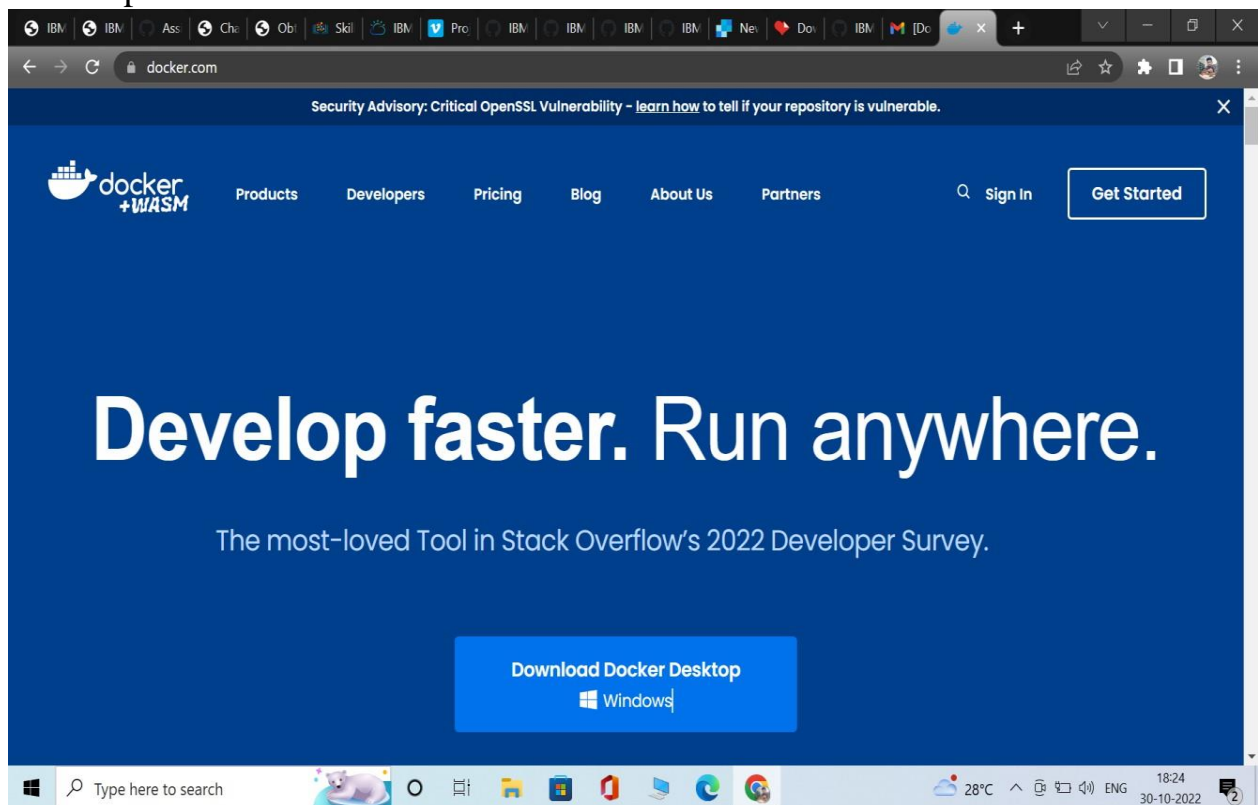 IBM IBM Ass Cha Obt Skil IBM Pro IBM IBM IBM IBM Nev Dov IBM [Do
docker.com
Security Advisory: Critical OpenSSL Vulnerability – learn how to tell if your repository is vulnerable.
docker
+WASM
Products Developers Pricing Blog About Us Partners Sign In Get Started
Develop faster. Run anywhere.
The most-loved Tool in Stack Overflow's 2022 Developer Survey.
Download Docker Desktop
Windows
Type here to search 28°C ENG 18:24
30-10-2022 2